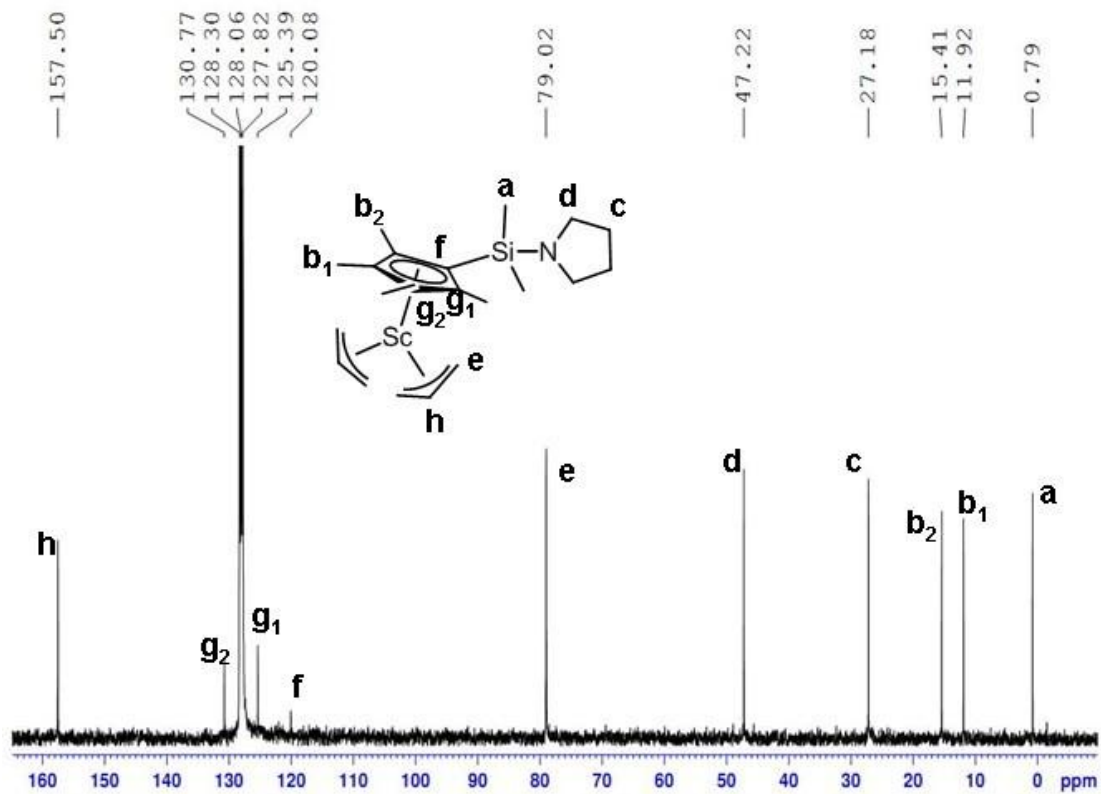 157.50
130.77
128.30
128.06
127.82
125.39
120.08
79.02
47.22
27.18
15.41
11.92
0.79
a
d
c
b₂
f
Si
N
b₁
g₂
g₁
Sc
e
h
h
g₂
g₁
f
e
d
c
b₂
b₁
a
160 150 140 130 120 110 100 90 80 70 60 50 40 30 20 10 0 ppm